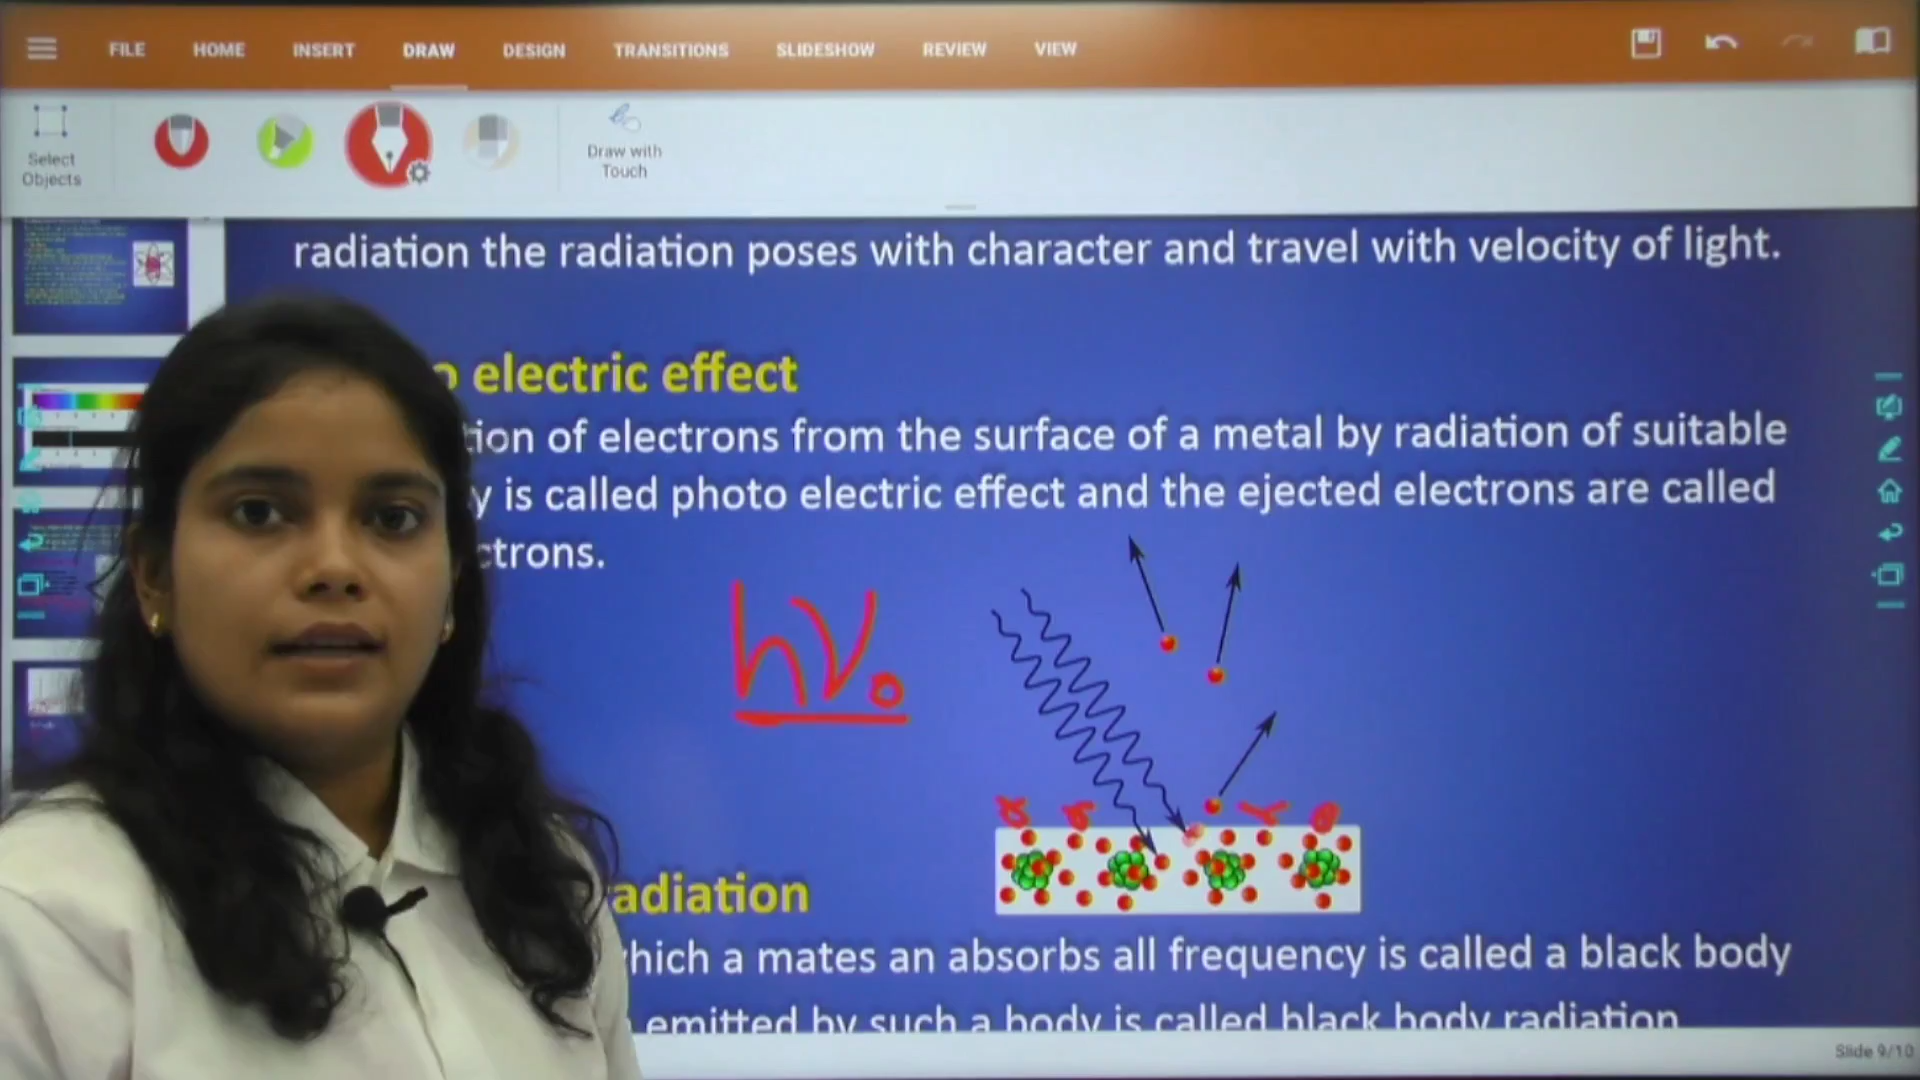 FILE HOME INSERT DRAW DESIGN TRANSITIONS SLIDESHOW REVIEW VIEW
Select Objects
Draw with Touch
radiation the radiation poses with character and travel with velocity of light.
electric effect
tion of electrons from the surface of a metal by radiation of suitable
y is called photo electric effect and the ejected electrons are called
ctrons.
hν₀
adiation
which a mates an absorbs all frequency is called a black body
emitted by such a body is called black body radiation
Slide 9/10